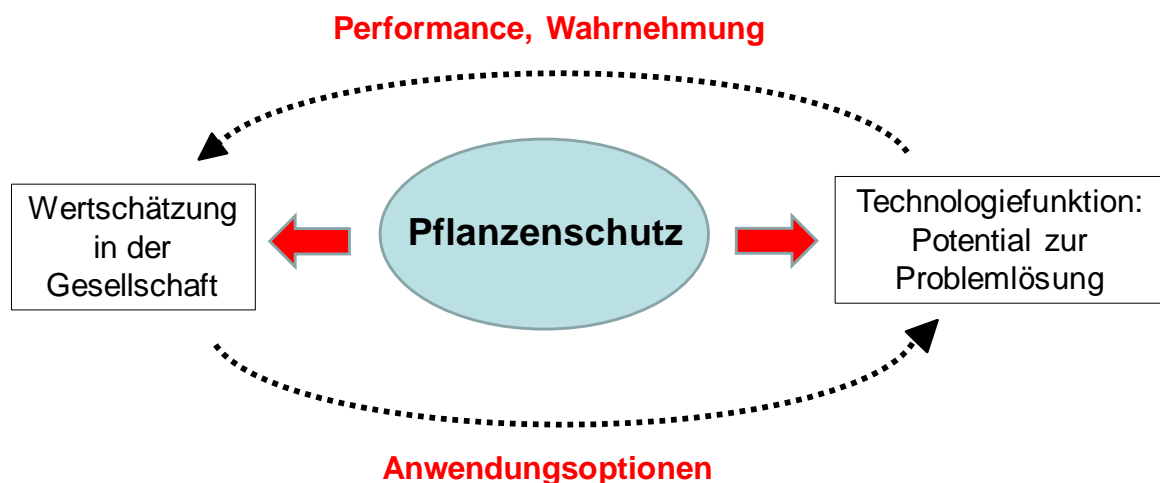 Performance, Wahrnehmung
Wertschätzung
in der
Gesellschaft
Pflanzenschutz
Technologiefunktion:
Potential zur
Problemlösung
Anwendungsoptionen